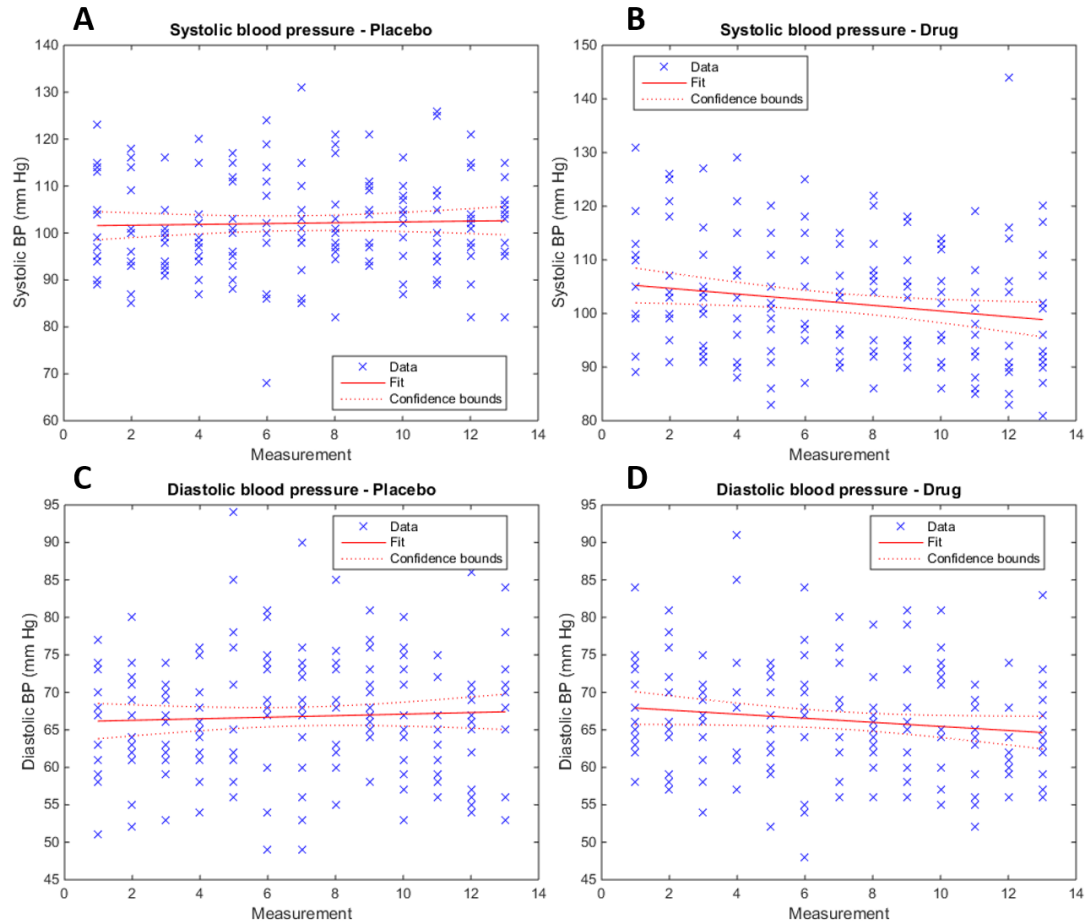 A
Systolic blood pressure - Placebo
140
130
120
110
100
90
80
70
60
Systolic BP (mm Hg)
Data
Fit
Confidence bounds
0 2 4 6 8 10 12 14
Measurement
B
Systolic blood pressure - Drug
150
140
130
120
110
100
90
80
Systolic BP (mm Hg)
Data
Fit
Confidence bounds
0 2 4 6 8 10 12 14
Measurement
C
Diastolic blood pressure - Placebo
95
90
85
80
75
70
65
60
55
50
45
Diastolic BP (mm Hg)
Data
Fit
Confidence bounds
0 2 4 6 8 10 12 14
Measurement
D
Diastolic blood pressure - Drug
95
90
85
80
75
70
65
60
55
50
45
Diastolic BP (mm Hg)
Data
Fit
Confidence bounds
0 2 4 6 8 10 12 14
Measurement